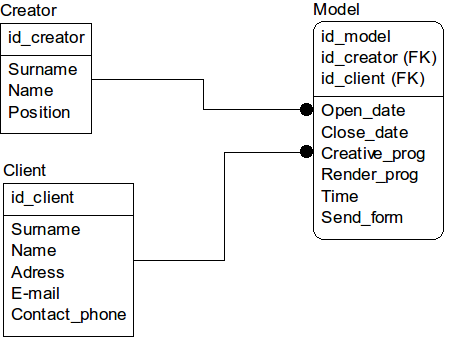 Creator
id_creator
Surname
Name
Position
Model
id_model
id_creator (FK)
id_client (FK)
Open_date
Close_date
Creative_prog
Render_prog
Time
Send_form
Client
id_client
Surname
Name
Adress
E-mail
Contact_phone